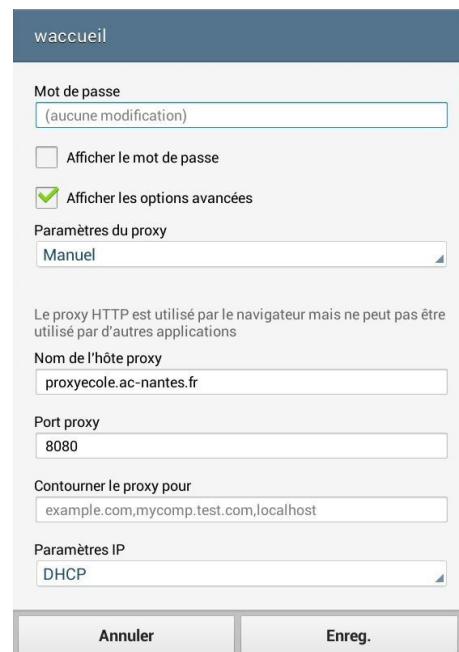 waccueil
Mot de passe
(aucune modification)
Afficher le mot de passe
Afficher les options avancées
Paramètres du proxy
Manuel
Le proxy HTTP est utilisé par le navigateur mais ne peut pas être
utilisé par d'autres applications
Nom de l'hôte proxy
proxyecole.ac-nantes.fr
Port proxy
8080
Contourner le proxy pour
example.com,mycomp.test.com,localhost
Paramètres IP
DHCP
Annuler
Enreg.